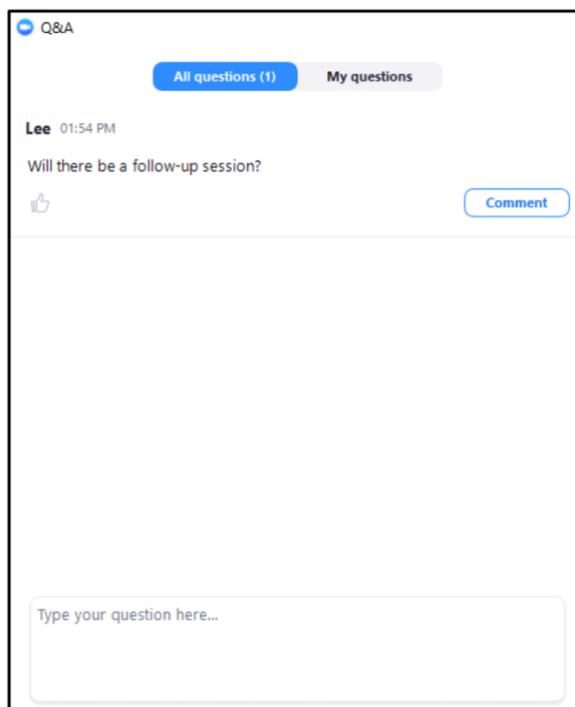 Q&A
All questions (1) My questions
Lee 01:54 PM
Will there be a follow-up session?
Comment
Type your question here...